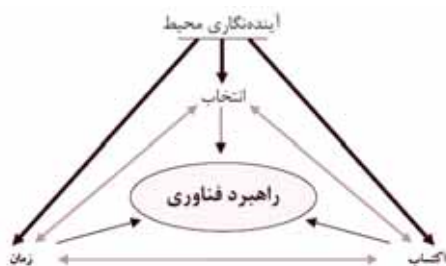 آینده‌نگاری محیط
انتخاب
راهبرد فناوری
اکتساب
زمان